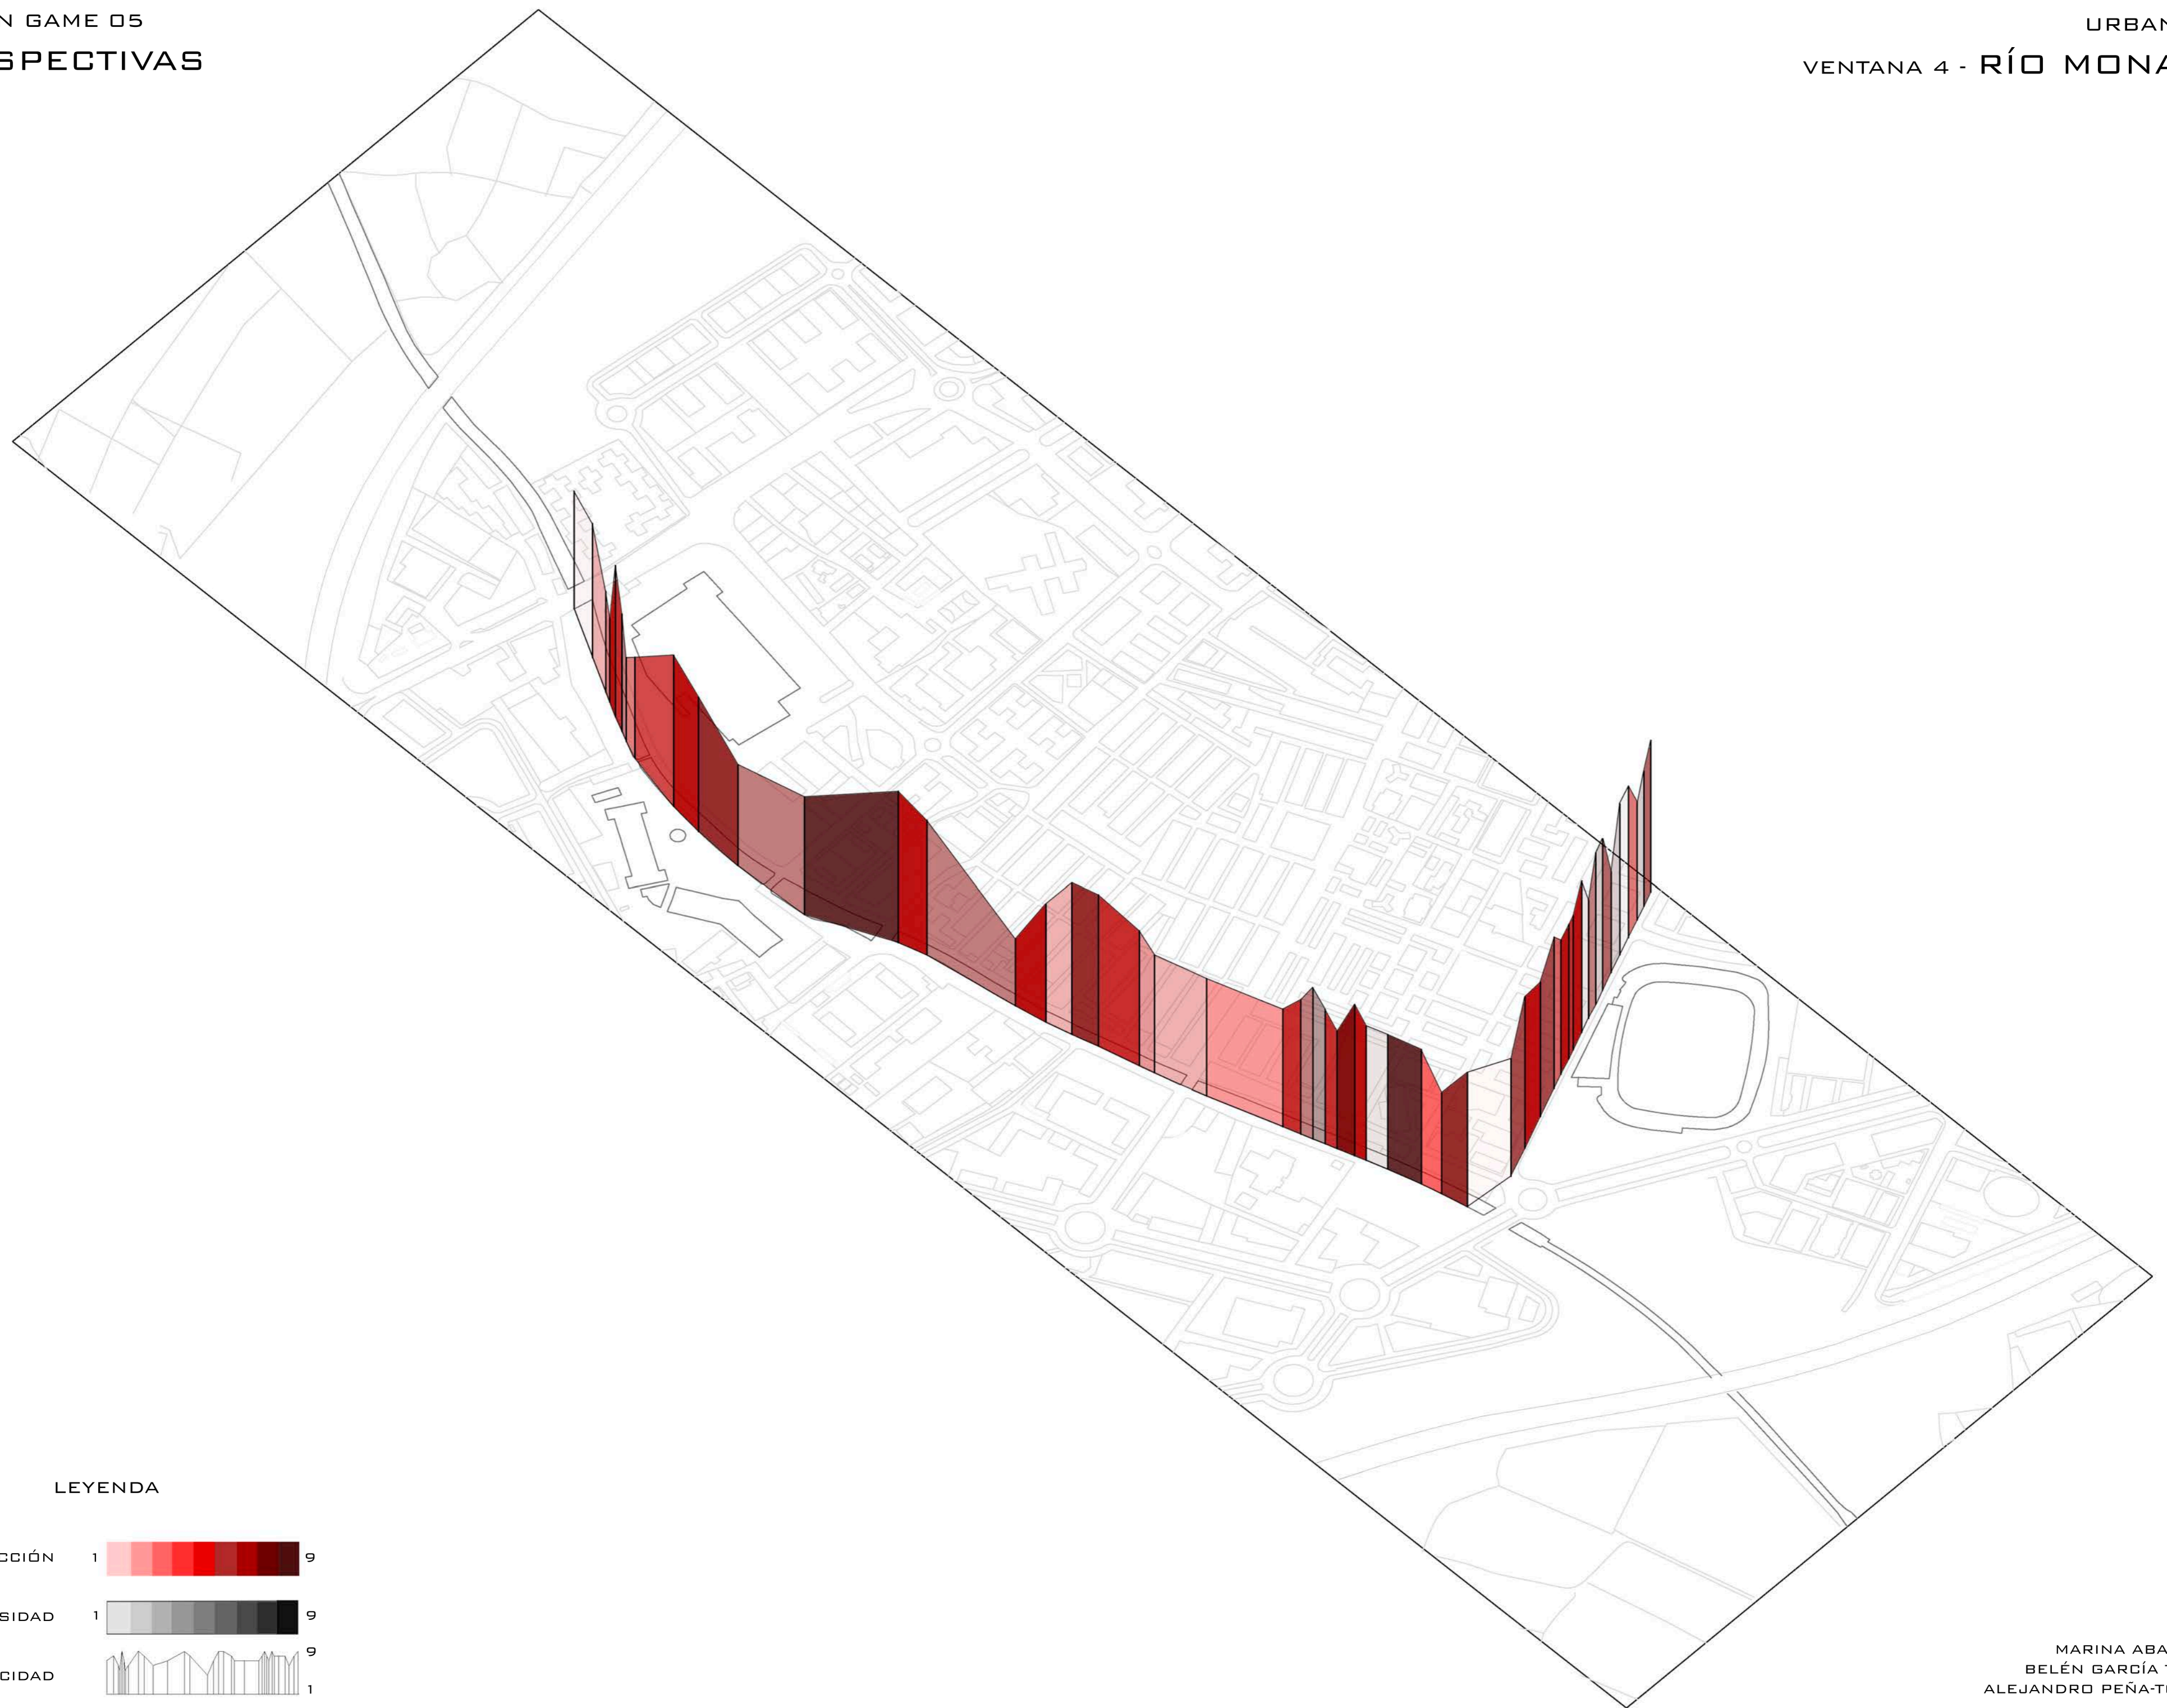 N GAME 05
SPECTIVAS
URBAN
VENTANA 4 - RÍO MONA
LEYENDA
CCIÓN 1 9
SIDAD 1 9
CIDAD 9
1
MARINA ABA
BELÉN GARCÍA T
ALEJANDRO PEÑA-T